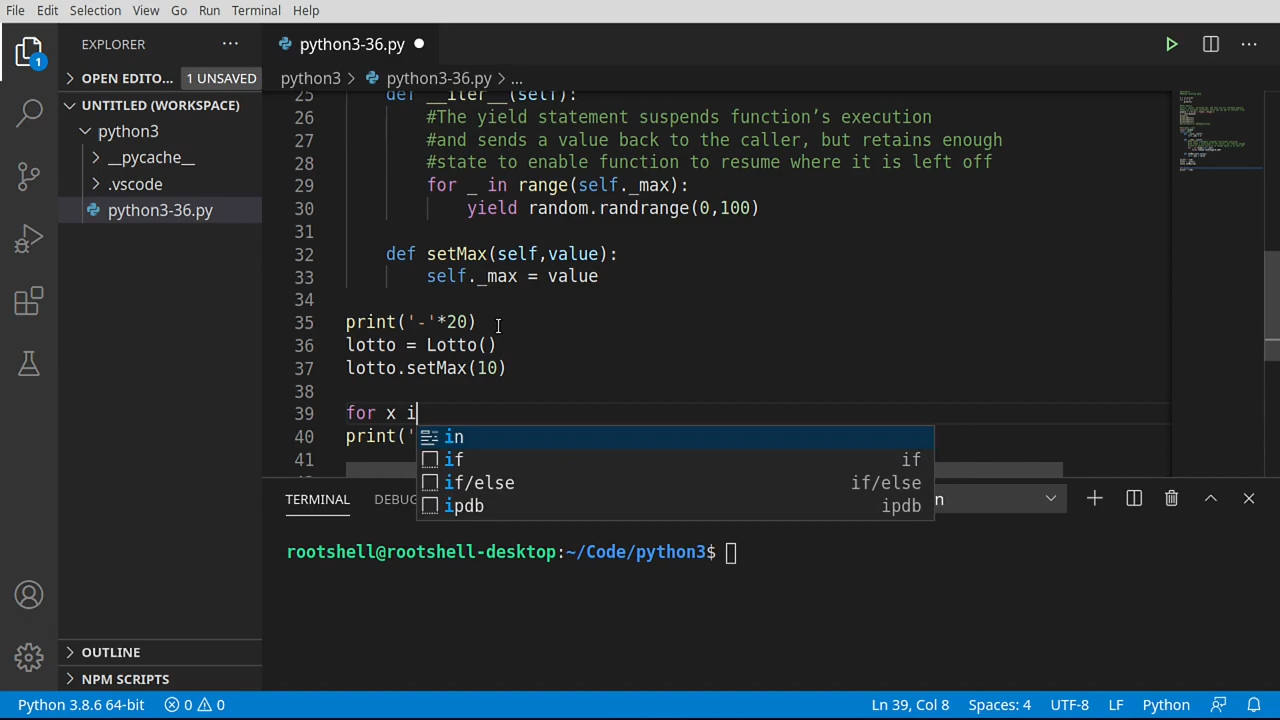 File Edit Selection View Go Run Terminal Help
EXPLORER
python3-36.py
1
OPEN EDITO... 1 UNSAVED
python3 > python3-36.py > ...
UNTITLED (WORKSPACE)
python3
__pycache__
.vscode
python3-36.py
25 def __iter__(self):
26 #The yield statement suspends function’s execution
27 #and sends a value back to the caller, but retains enough
28 #state to enable function to resume where it is left off
29 for _ in range(self._max):
30 yield random.randrange(0,100)
31
32 def setMax(self,value):
33 self._max = value
34
35 print('-'*20)
36 lotto = Lotto()
37 lotto.setMax(10)
38
39 for x i
40 print('
41
in
if if
if/else if/else
ipdb ipdb
TERMINAL DEBUG n
rootshell@rootshell-desktop:~/Code/python3$
OUTLINE
NPM SCRIPTS
Python 3.8.6 64-bit 0 0 Ln 39, Col 8 Spaces: 4 UTF-8 LF Python